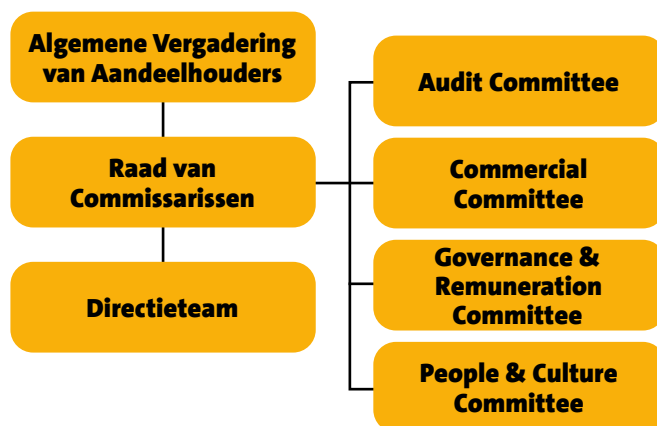 Algemene Vergadering
van Aandeelhouders
Raad van
Commissarissen
Directieteam
Audit Committee
Commercial
Committee
Governance &
Remuneration
Committee
People & Culture
Committee